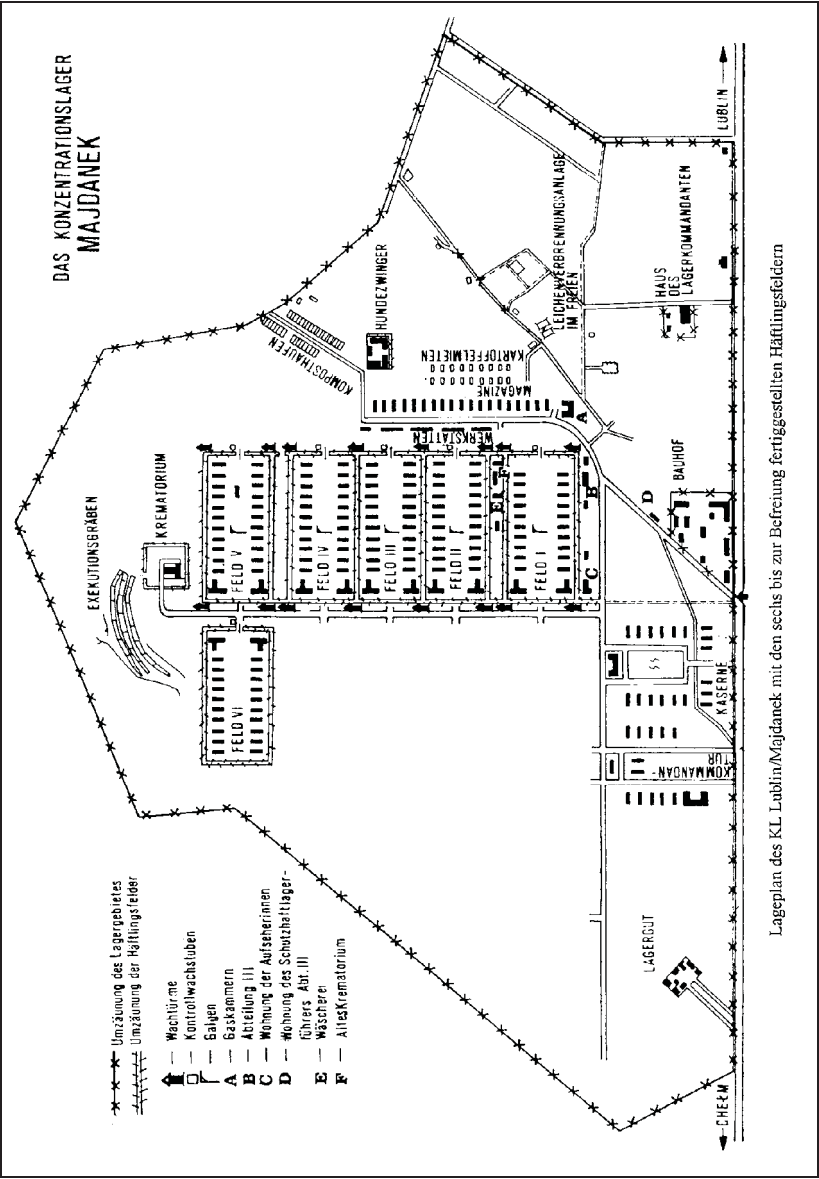 DAS KONZENTRATIONSLAGER
MAJDANEK
Umzäunung des Lagergebietes
Umzäunung der Häftlingsfelder
Wachtürme
Kontrollwachstuben
Galgen
A — Gaskammern
B — Abteilung III
C — Wohnung der Aufseherinnen
D — Wohnung des Schutzhaftlager-
führers Abt. III
E — Wäscherei
F — Altes Krematorium
EXEKUTIONSGRÄBEN
KREMATORIUM
KOMPOSTHAUFEN
HUNDEZWINGER
FELD VI
FELD V
FELD IV
FELD III
FELD II
FELD I
WERKSTÄTTEN
MAGAZINE
KARTOFFELMIETEN
LEICHENVERBRENNUNGSANLAGE
IM FREIEN
E
F
A
B
C
D
HAUS
DES
LAGERKOMMANDANTEN
BAUHOF
SS
KASERNE
KOMMANDAN-
TUR
LAGERGUT
CHEŁM
LUBLIN
Lageplan des KL Lublin/Majdanek mit den sechs bis zur Befreiung fertiggestellten Häftlingsfeldern